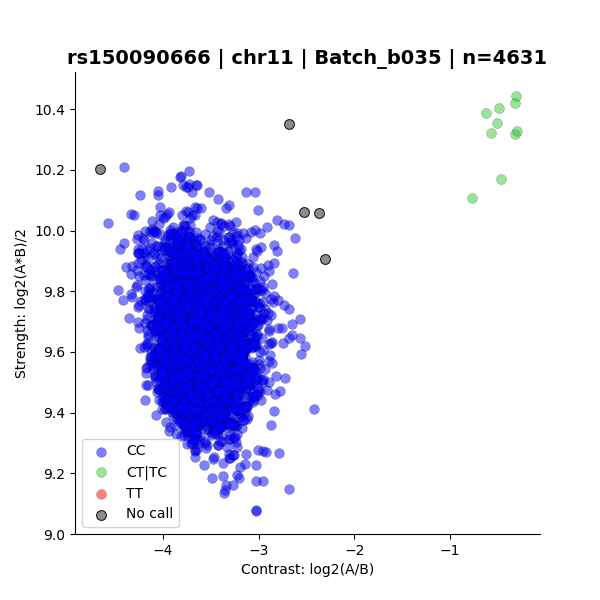 rs150090666 | chr11 | Batch_b035 | n=4631
Strength: log2(A*B)/2
10.4
10.2
10.0
9.8
9.6
9.4
9.2
9.0
CC
CT|TC
TT
No call
−4
−3
−2
−1
Contrast: log2(A/B)